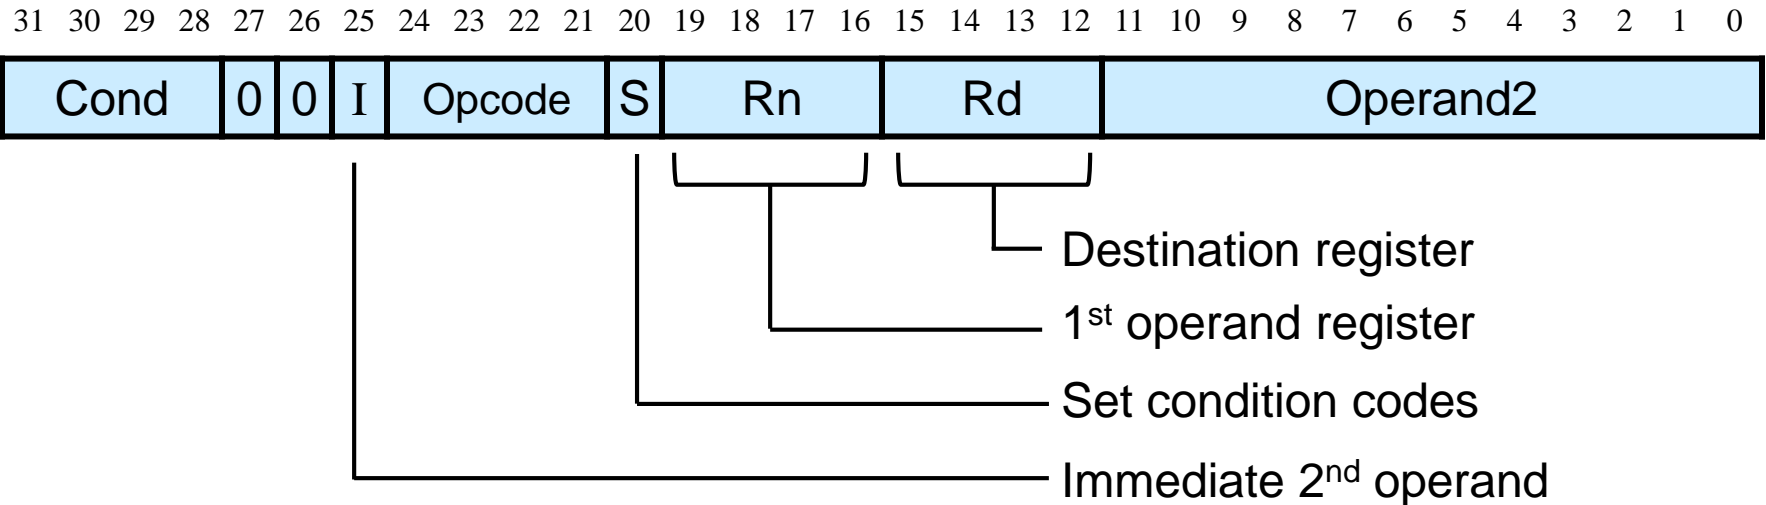 31 30 29 28 27 26 25 24 23 22 21 20 19 18 17 16 15 14 13 12 11 10 9 8 7 6 5 4 3 2 1 0
Cond 0 0 I Opcode S Rn Rd Operand2
Destination register
1st operand register
Set condition codes
Immediate 2nd operand